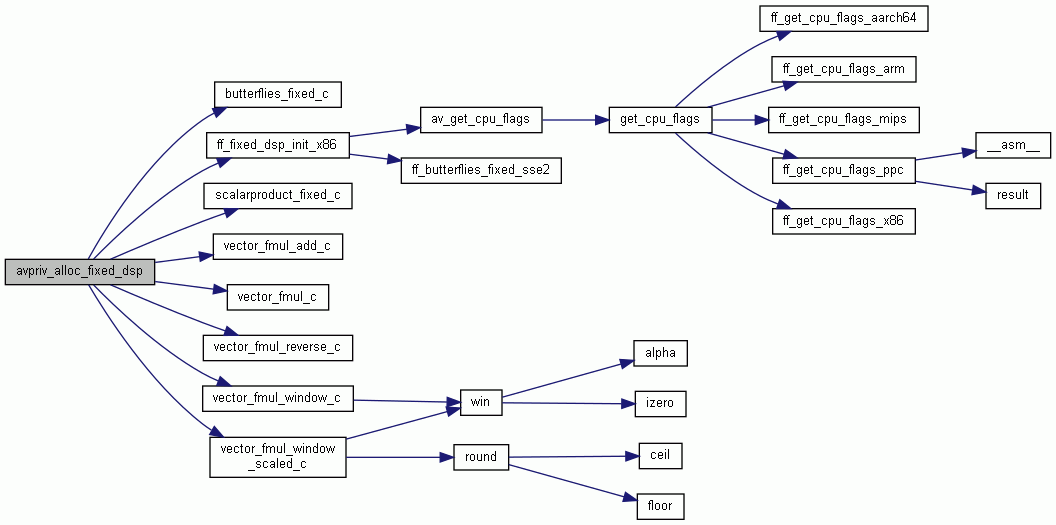 ff_get_cpu_flags_aarch64
ff_get_cpu_flags_arm
butterflies_fixed_c
av_get_cpu_flags
get_cpu_flags
ff_get_cpu_flags_mips
ff_fixed_dsp_init_x86
__asm__
ff_butterflies_fixed_sse2
ff_get_cpu_flags_ppc
scalarproduct_fixed_c
result
ff_get_cpu_flags_x86
vector_fmul_add_c
avpriv_alloc_fixed_dsp
vector_fmul_c
vector_fmul_reverse_c
alpha
vector_fmul_window_c
win
izero
vector_fmul_window
_scaled_c
round
ceil
floor